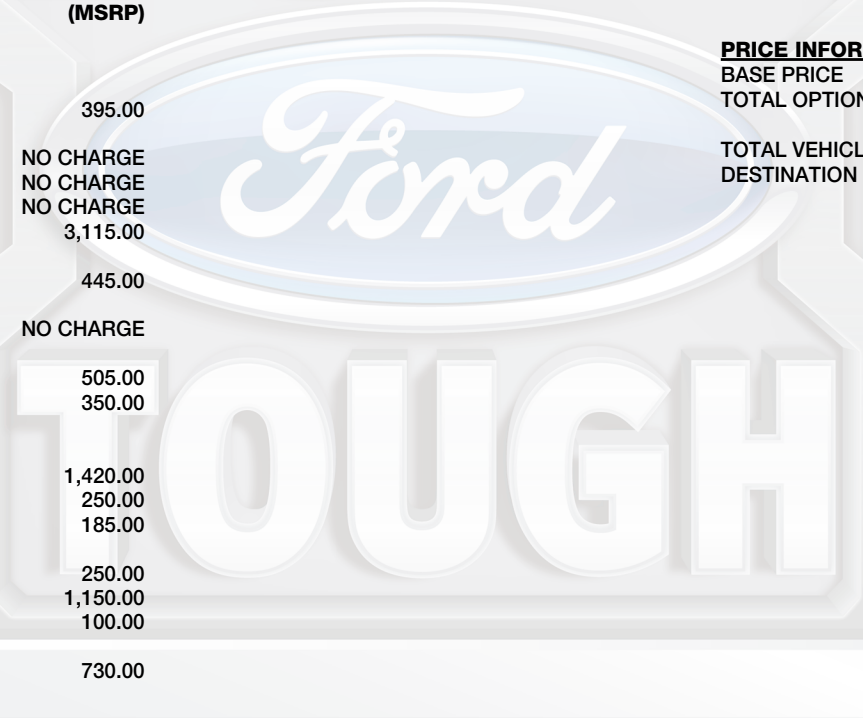 (MSRP)
395.00
NO CHARGE
NO CHARGE
NO CHARGE
3,115.00
445.00
NO CHARGE
505.00
350.00
1,420.00
250.00
185.00
250.00
1,150.00
100.00
730.00
PRICE INFOR
BASE PRICE
TOTAL OPTION
TOTAL VEHICL
DESTINATION
Ford
TOUGH